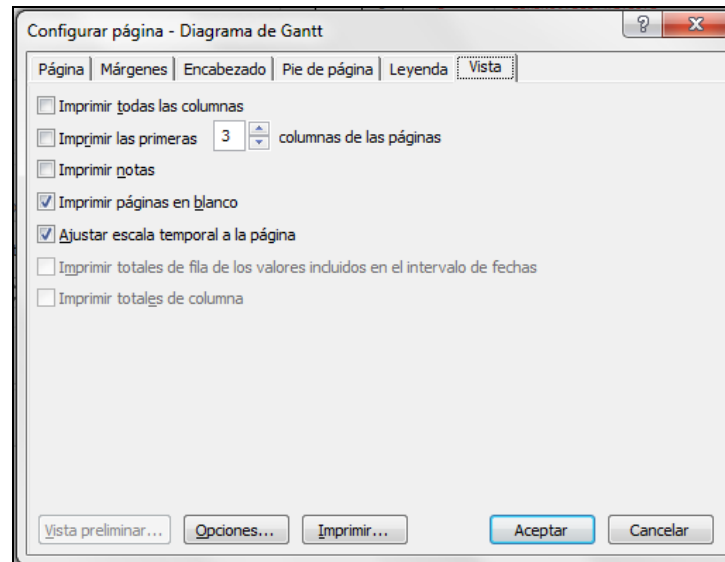 Configurar página - Diagrama de Gantt
Página Márgenes Encabezado Pie de página Leyenda Vista
Imprimir todas las columnas
Imprimir las primeras 3 columnas de las páginas
Imprimir notas
Imprimir páginas en blanco
Ajustar escala temporal a la página
Imprimir totales de fila de los valores incluidos en el intervalo de fechas
Imprimir totales de columna
Vista preliminar... Opciones... Imprimir... Aceptar Cancelar